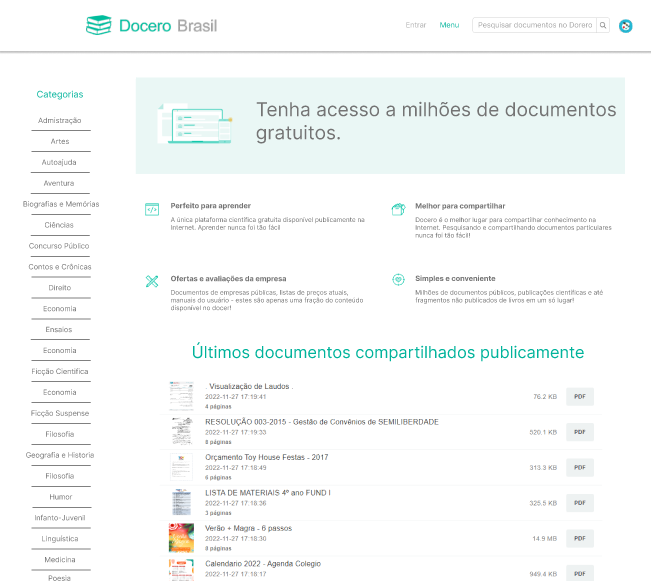 Docero Brasil
Entrar
Menu
Pesquisar documentos no Dorero
Categorias
Admistração
Artes
Autoajuda
Aventura
Biografias e Memórias
Ciências
Concurso Público
Contos e Crônicas
Direito
Economia
Ensaios
Economia
Ficção Cientifica
Economia
Ficção Suspense
Filosofia
Geografia e Historia
Filosofia
Humor
Infanto-Juvenil
Linguística
Medicina
Poesia
Tenha acesso a milhões de documentos
gratuitos.
Perfeito para aprender
A única plataforma científica gratuita disponível publicamente na
Internet. Aprender nunca foi tão fácil
Melhor para compartilhar
Docero é o melhor lugar para compartilhar conhecimento na
Internet. Pesquisando e compartilhando documentos particulares
nunca foi tão fácil!
Ofertas e avaliações da empresa
Documentos de empresas públicas, listas de preços atuais,
manuais do usuário - estes são apenas uma fração do conteúdo
disponível no docer!
Simples e conveniente
Milhões de documentos públicos, publicações científicas e até
fragmentos não publicados de livros em um só lugar!
Últimos documentos compartilhados publicamente
. Visualização de Laudos .
2022-11-27 17:19:41
4 páginas
76.2 KB
PDF
RESOLUÇÃO 003-2015 - Gestão de Convênios de SEMILIBERDADE
2022-11-27 17:19:33
8 páginas
520.1 KB
PDF
Orçamento Toy House Festas - 2017
2022-11-27 17:18:49
6 páginas
313.3 KB
PDF
LISTA DE MATERIAIS 4º ano FUND I
2022-11-27 17:18:36
3 páginas
325.5 KB
PDF
Verão + Magra - 6 passos
2022-11-27 17:18:30
8 páginas
14.9 MB
PDF
Calendario 2022 - Agenda Colegio
2022-11-27 17:18:17
949.4 KB
PDF